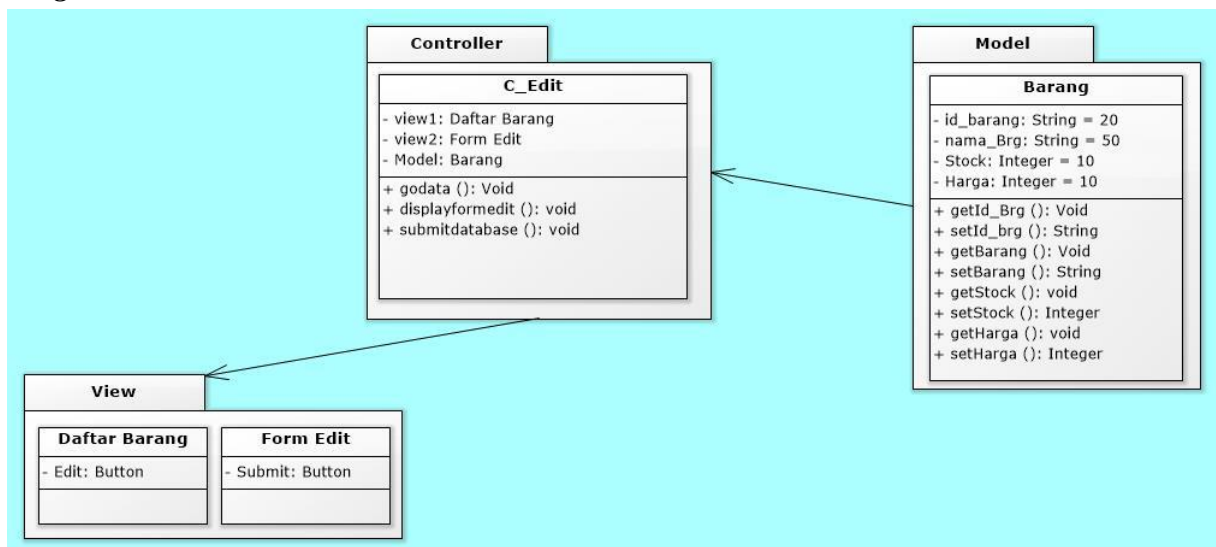 Controller
C_Edit
- view1: Daftar Barang
- view2: Form Edit
- Model: Barang
+ godata (): Void
+ displayformedit (): void
+ submitdatabase (): void
Model
Barang
- id_barang: String = 20
- nama_Brg: String = 50
- Stock: Integer = 10
- Harga: Integer = 10
+ getId_Brg (): Void
+ setId_brg (): String
+ getBarang (): Void
+ setBarang (): String
+ getStock (): void
+ setStock (): Integer
+ getHarga (): void
+ setHarga (): Integer
View
Daftar Barang
- Edit: Button
Form Edit
- Submit: Button